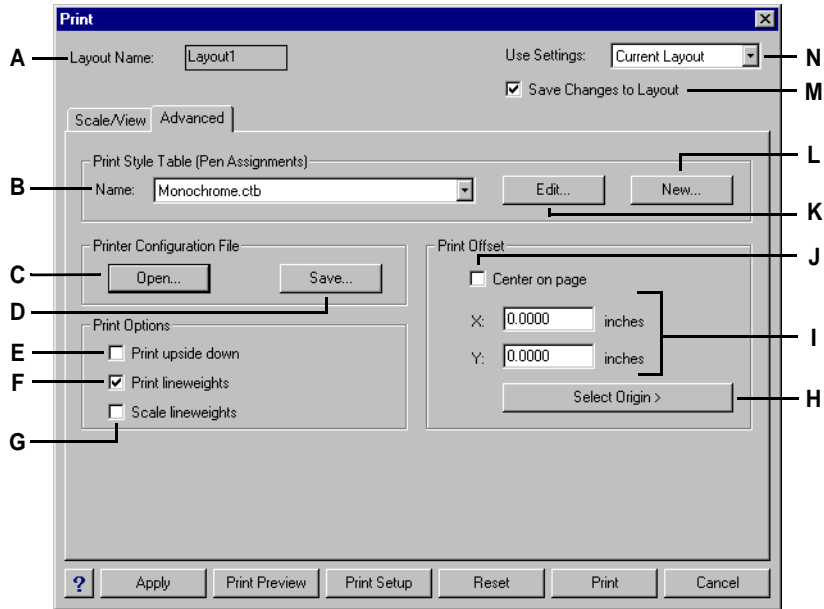 Print
A Layout Name: Layout1 Use Settings: Current Layout N
Save Changes to Layout M
Scale/View Advanced
L
Print Style Table (Pen Assignments)
B Name: Monochrome.ctb Edit... New...
K
Printer Configuration File Print Offset
J
C Open... Save... Center on page
D X: 0.0000 inches
Print Options I
E Print upside down Y: 0.0000 inches
F Print lineweights
Select Origin > H
G Scale lineweights
? Apply Print Preview Print Setup Reset Print Cancel